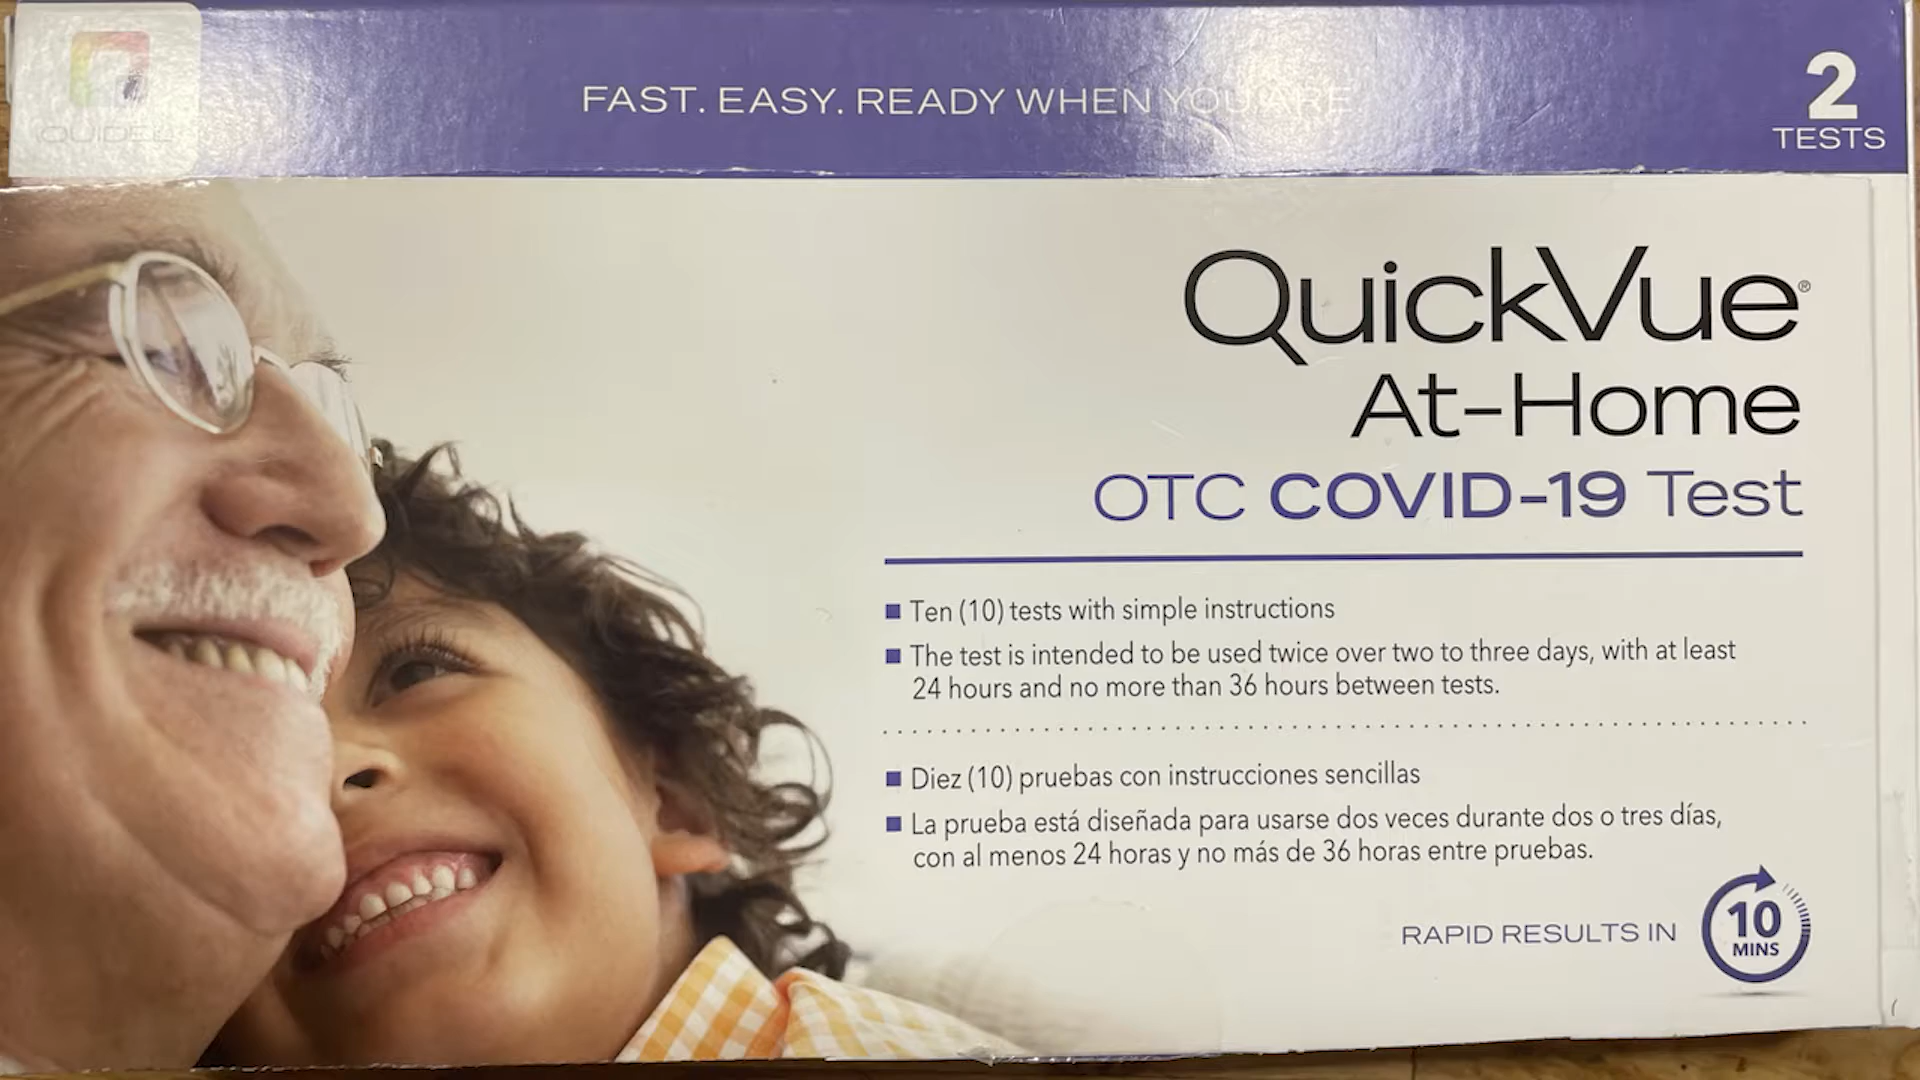 QUIDEL
FAST. EASY. READY WHEN YOU ARE
2
TESTS
QuickVue®
At-Home
OTC COVID-19 Test
■ Ten (10) tests with simple instructions
■ The test is intended to be used twice over two to three days, with at least
24 hours and no more than 36 hours between tests.
■ Diez (10) pruebas con instrucciones sencillas
■ La prueba está diseñada para usarse dos veces durante dos o tres días,
con al menos 24 horas y no más de 36 horas entre pruebas.
RAPID RESULTS IN
10
MINS